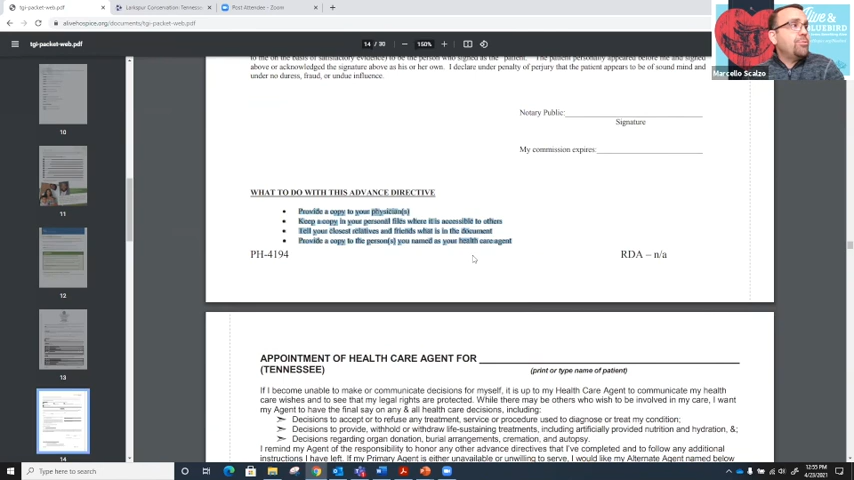 tgi-packet-web.pdf
Larkspur Conservation: Tennesse
Post Attendee - Zoom
alivehospice.org/documents/tgi-packet-web.pdf
tgi-packet-web.pdf
14 / 30
150%
Marcello Scalzo
10
11
12
13
14
to me on the basis of satisfactory evidence) to be the person who signed as the "patient." The patient personally appeared before me and signed
above or acknowledged the signature above as his or her own. I declare under penalty of perjury that the patient appears to be of sound mind and
under no duress, fraud, or undue influence.
Notary Public:
Signature
My commission expires:
WHAT TO DO WITH THIS ADVANCE DIRECTIVE
• Provide a copy to your physician(s)
• Keep a copy in your personal files where it is accessible to others
• Tell your closest relatives and friends what is in the document
• Provide a copy to the person(s) you named as your health care agent
PH-4194
RDA – n/a
APPOINTMENT OF HEALTH CARE AGENT FOR
(TENNESSEE)
(print or type name of patient)
If I become unable to make or communicate decisions for myself, it is up to my Health Care Agent to communicate my health
care wishes and to see that my legal rights are protected. While there may be others who wish to be involved in my care, I want
my Agent to have the final say on any & all health care decisions, including:
➢ Decisions to accept or to refuse any treatment, service or procedure used to diagnose or treat my condition;
➢ Decisions to provide, withhold or withdraw life-sustaining treatments, including artificially provided nutrition and hydration, &;
➢ Decisions regarding organ donation, burial arrangements, cremation, and autopsy.
I remind my Agent of the responsibility to honor any other advance directives that I've completed and to follow any additional
instructions I have left. If my Primary Agent is either unavailable or unwilling to serve, I would like my Alternate Agent named below
Type here to search
12:55 PM
4/23/2021